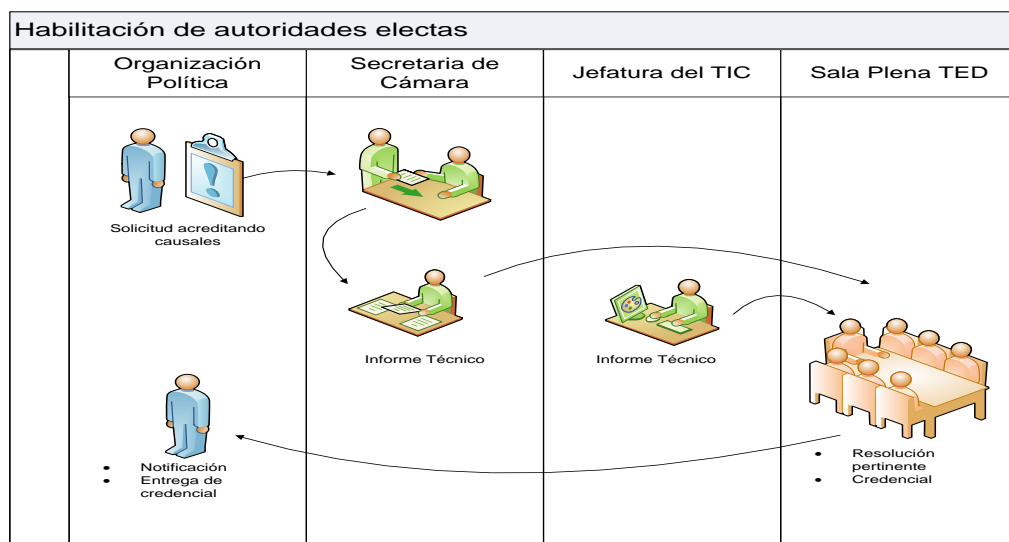 Habilitación de autoridades electas
Organización
Política
Secretaria de
Cámara
Jefatura del TIC
Sala Plena TED
Solicitud acreditando
causales
Informe Técnico
Informe Técnico
• Notificación
• Entrega de
credencial
• Resolución
pertinente
• Credencial